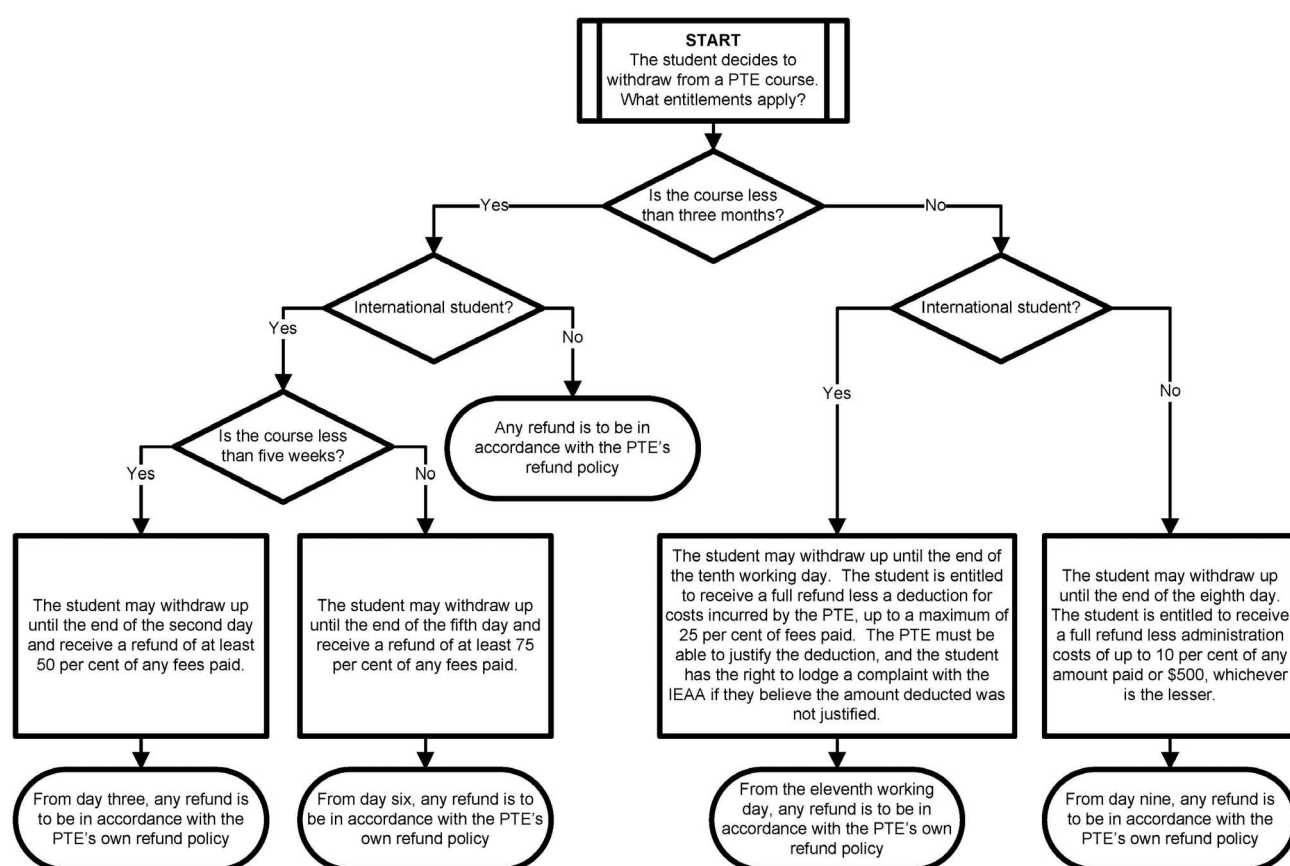 START
The student decides to
withdraw from a PTE course.
What entitlements apply?
Is the course less
than three months?
Yes
No
International student?
International student?
Yes
No
Yes
No
Any refund is to be in
accordance with the PTE's
refund policy
Is the course less
than five weeks?
Yes
No
The student may withdraw up
until the end of the second day
and receive a refund of at least
50 per cent of any fees paid.
The student may withdraw up
until the end of the fifth day and
receive a refund of at least 75
per cent of any fees paid.
The student may withdraw up until the end of
the tenth working day. The student is entitled
to receive a full refund less a deduction for
costs incurred by the PTE, up to a maximum of
25 per cent of fees paid. The PTE must be
able to justify the deduction, and the student
has the right to lodge a complaint with the
IEAA if they believe the amount deducted was
not justified.
The student may withdraw up
until the end of the eighth day.
The student is entitled to receive
a full refund less administration
costs of up to 10 per cent of any
amount paid or $500, whichever
is the lesser.
From day three, any refund is
to be in accordance with the
PTE's own refund policy
From day six, any refund is to
be in accordance with the PTE's
own refund policy
From the eleventh working
day, any refund is to be in
accordance with the PTE's own
refund policy
From day nine, any refund is
to be in accordance with the
PTE's own refund policy